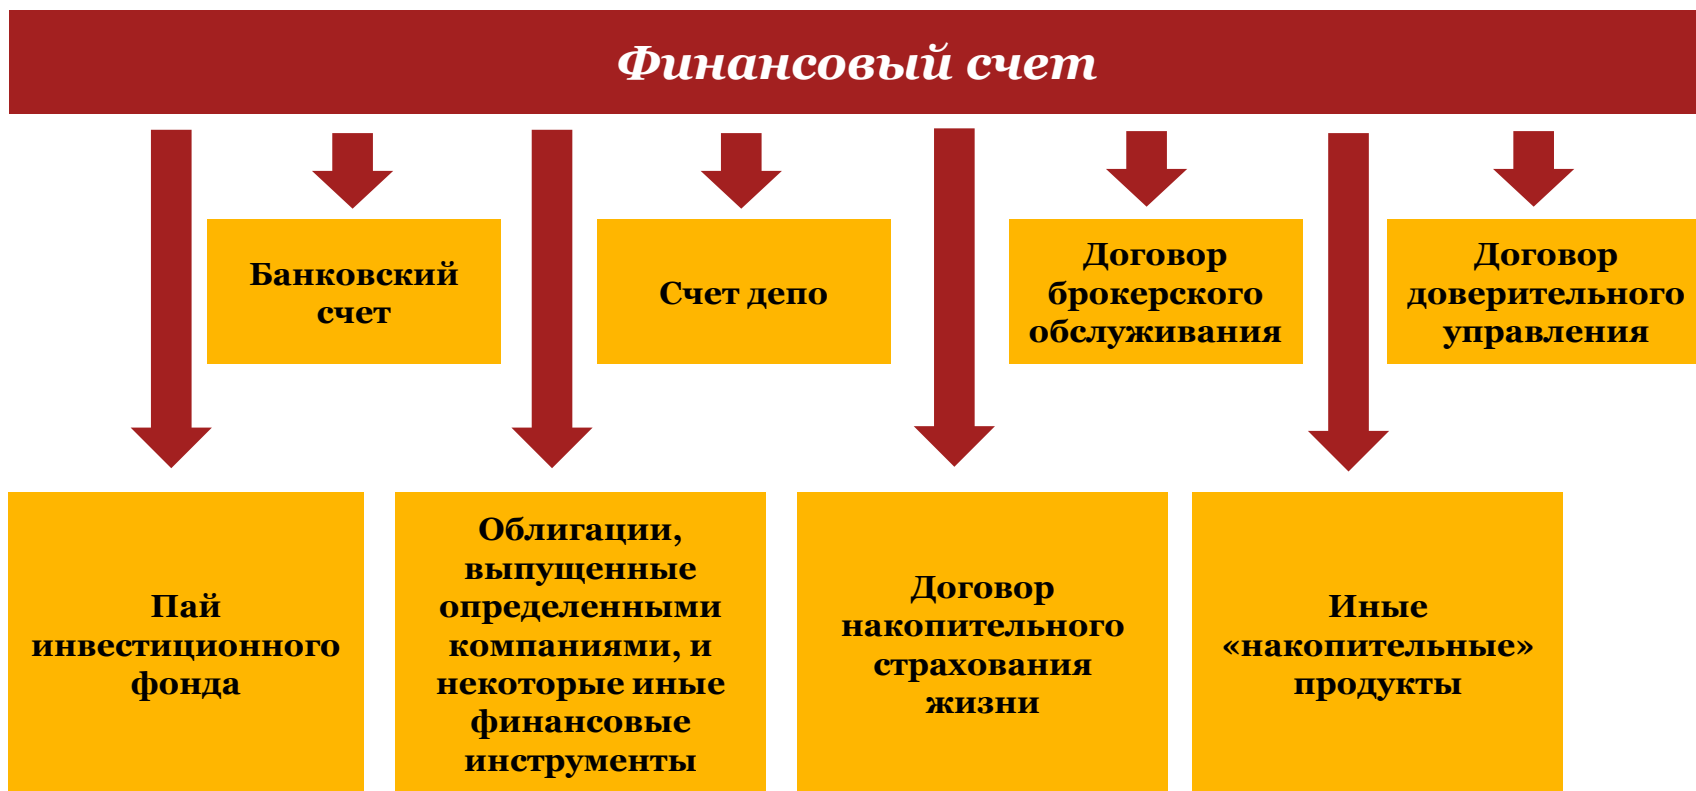 Финансовый счет
Банковский
счет
Счет депо
Договор
брокерского
обслуживания
Договор
доверительного
управления
Пай
инвестиционного
фонда
Облигации,
выпущенные
определенными
компаниями, и
некоторые иные
финансовые
инструменты
Договор
накопительного
страхования
жизни
Иные
«накопительные»
продукты